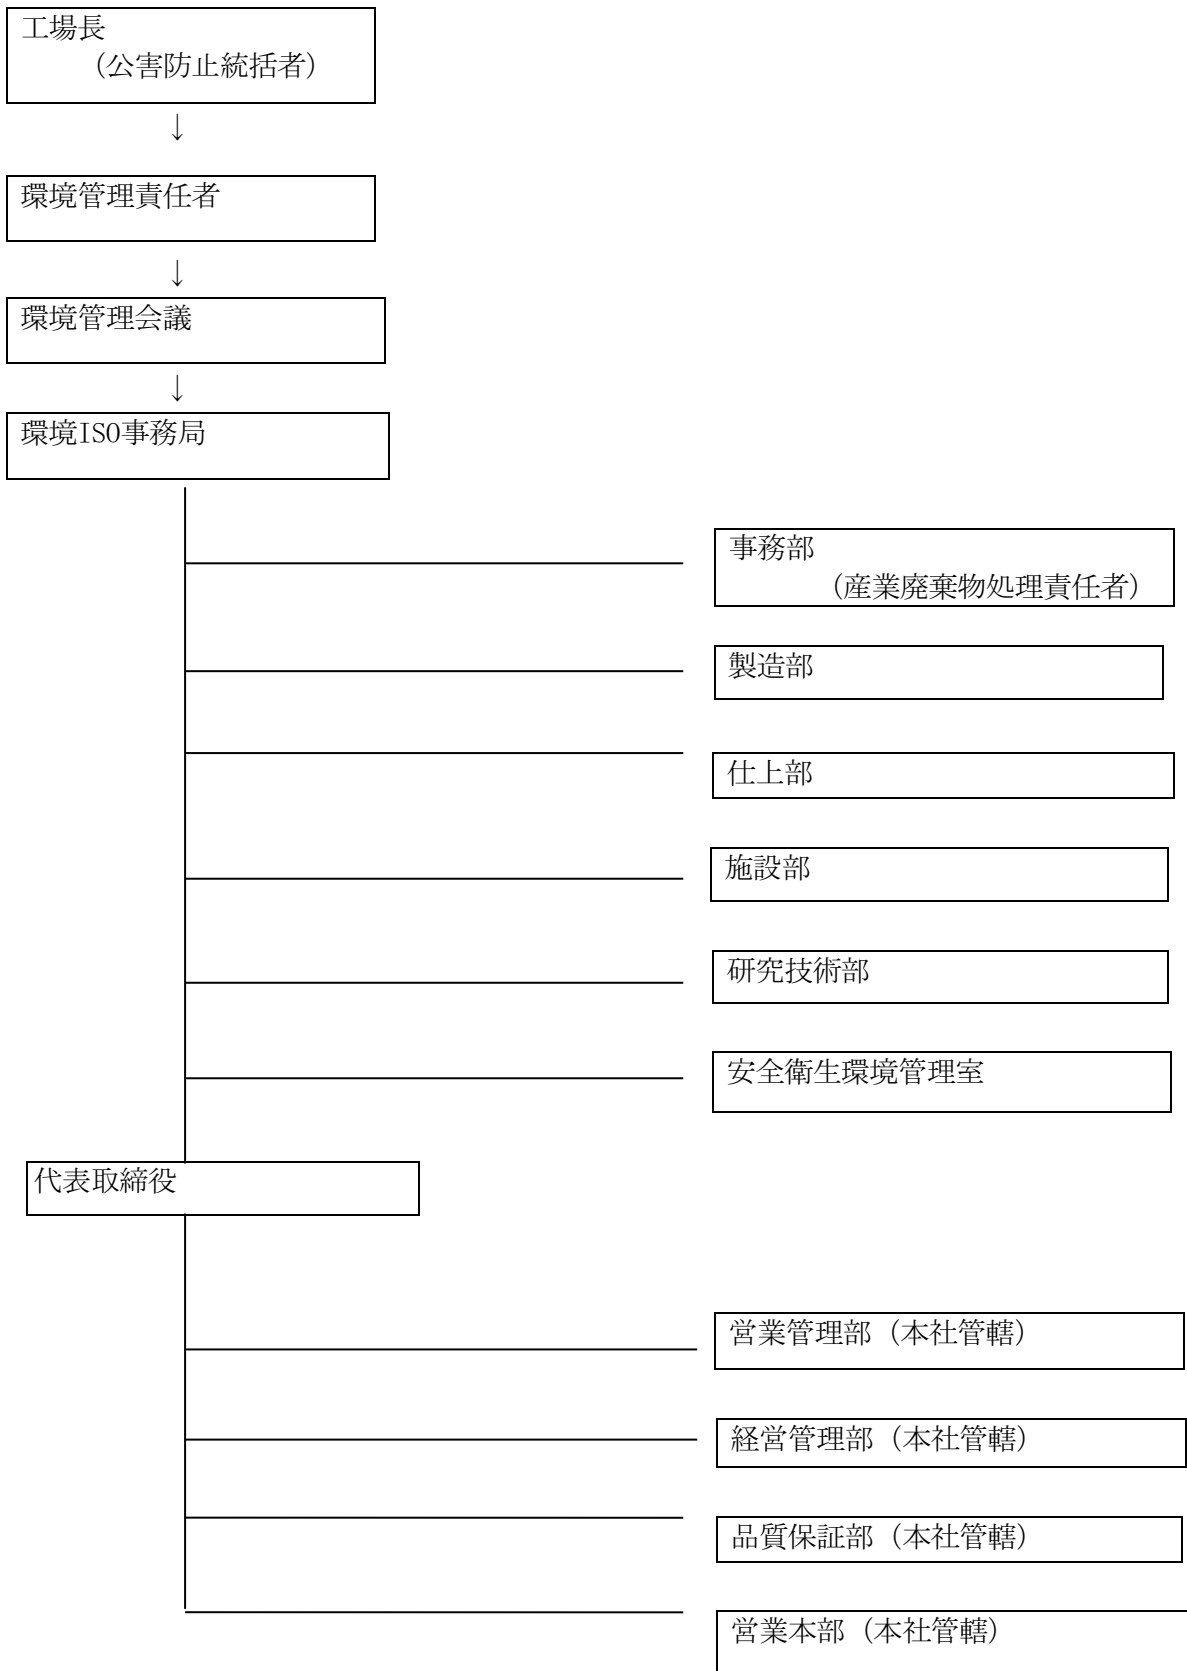 工場長
（公害防止統括者）
↓
環境管理責任者
↓
環境管理会議
↓
環境ISO事務局
事務部
（産業廃棄物処理責任者）
製造部
仕上部
施設部
研究技術部
安全衛生環境管理室
代表取締役
営業管理部（本社管轄）
経営管理部（本社管轄）
品質保証部（本社管轄）
営業本部（本社管轄）